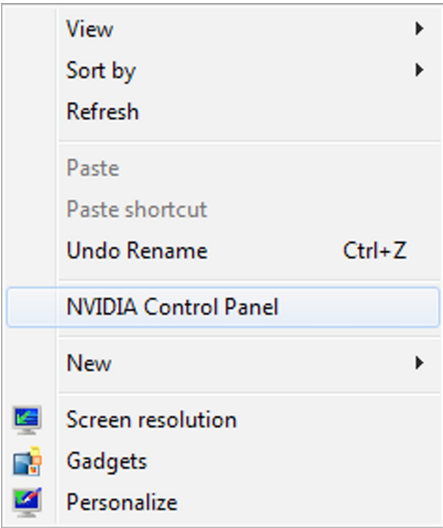 View
Sort by
Refresh
Paste
Paste shortcut
Undo Rename Ctrl+Z
NVIDIA Control Panel
New
Screen resolution
Gadgets
Personalize